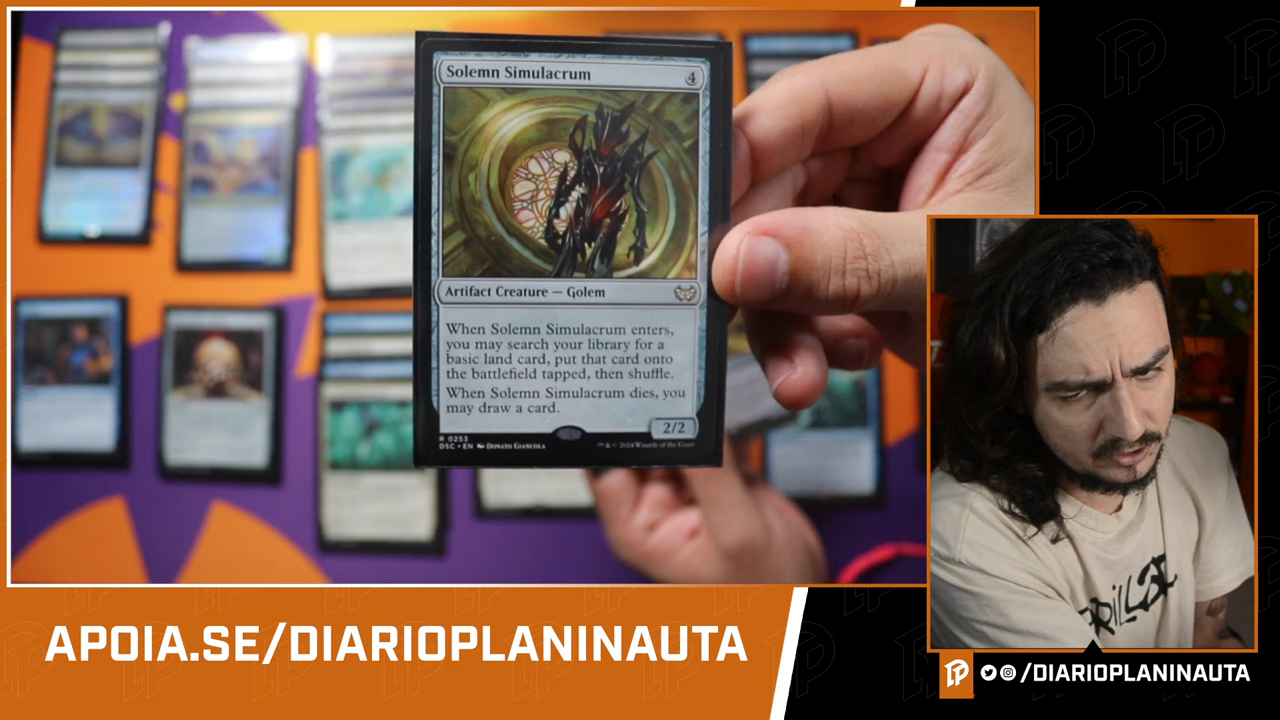 Solemn Simulacrum 4
Artifact Creature — Golem
When Solemn Simulacrum enters,
you may search your library for a
basic land card, put that card onto
the battlefield tapped, then shuffle.
When Solemn Simulacrum dies, you
may draw a card.
2/2
R 0253
DSC • EN DONATO GIANCOLA ™ & © 2024 Wizards of the Coast
APOIA.SE/DIARIOPLANINAUTA
/DIARIOPLANINAUTA